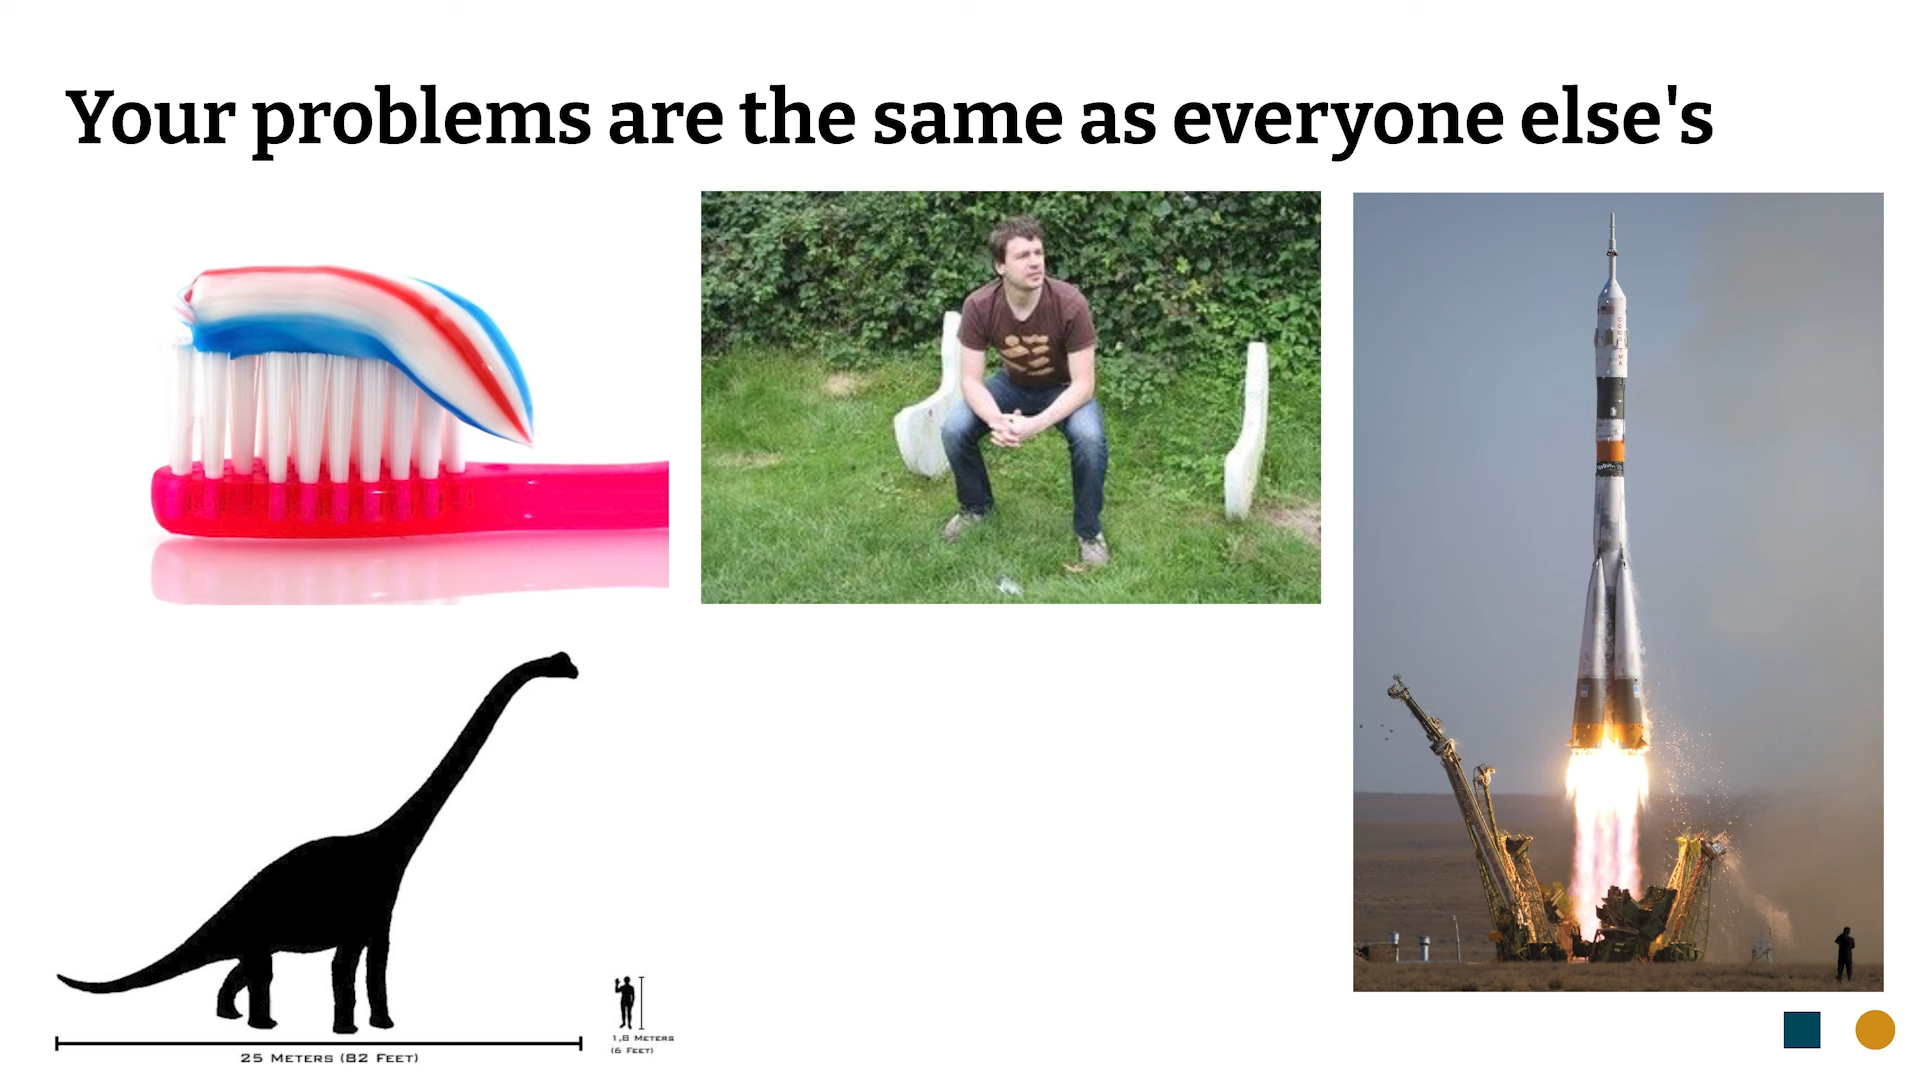 Your problems are the same as everyone else's
25 Meters (82 Feet)
1,8 Meters
(6 Feet)